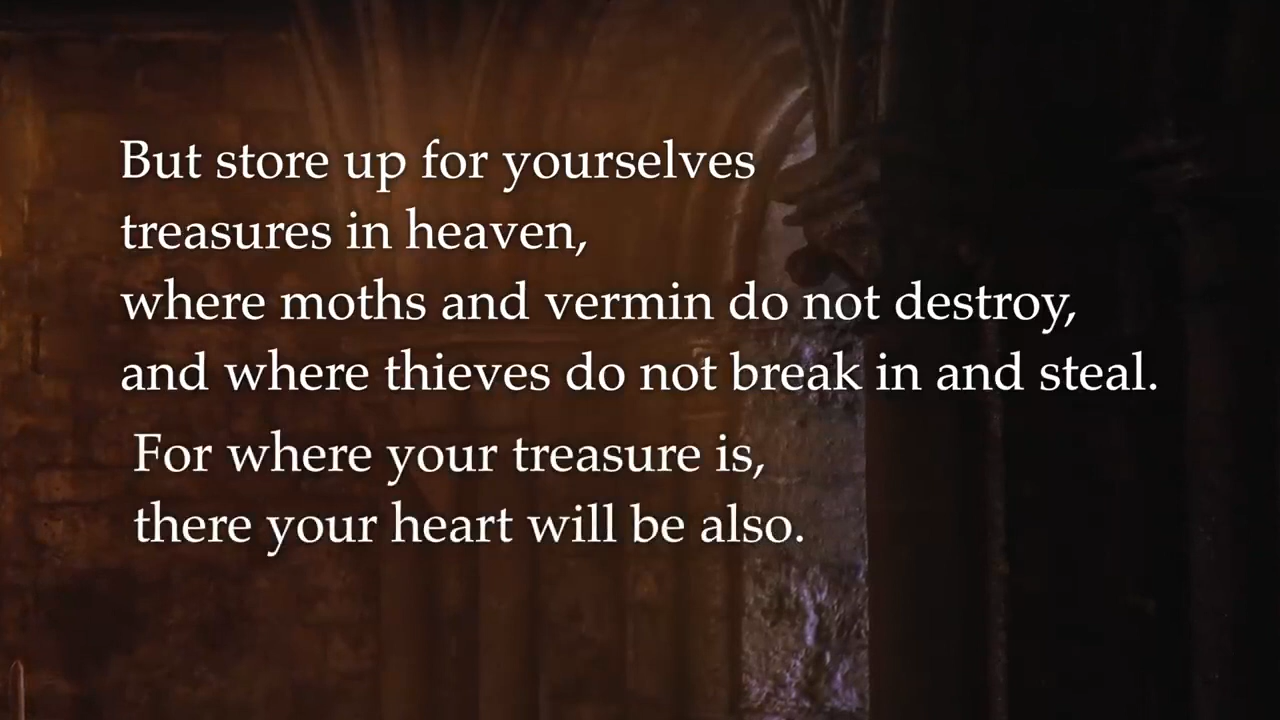 But store up for yourselves
treasures in heaven,
where moths and vermin do not destroy,
and where thieves do not break in and steal.
For where your treasure is,
there your heart will be also.